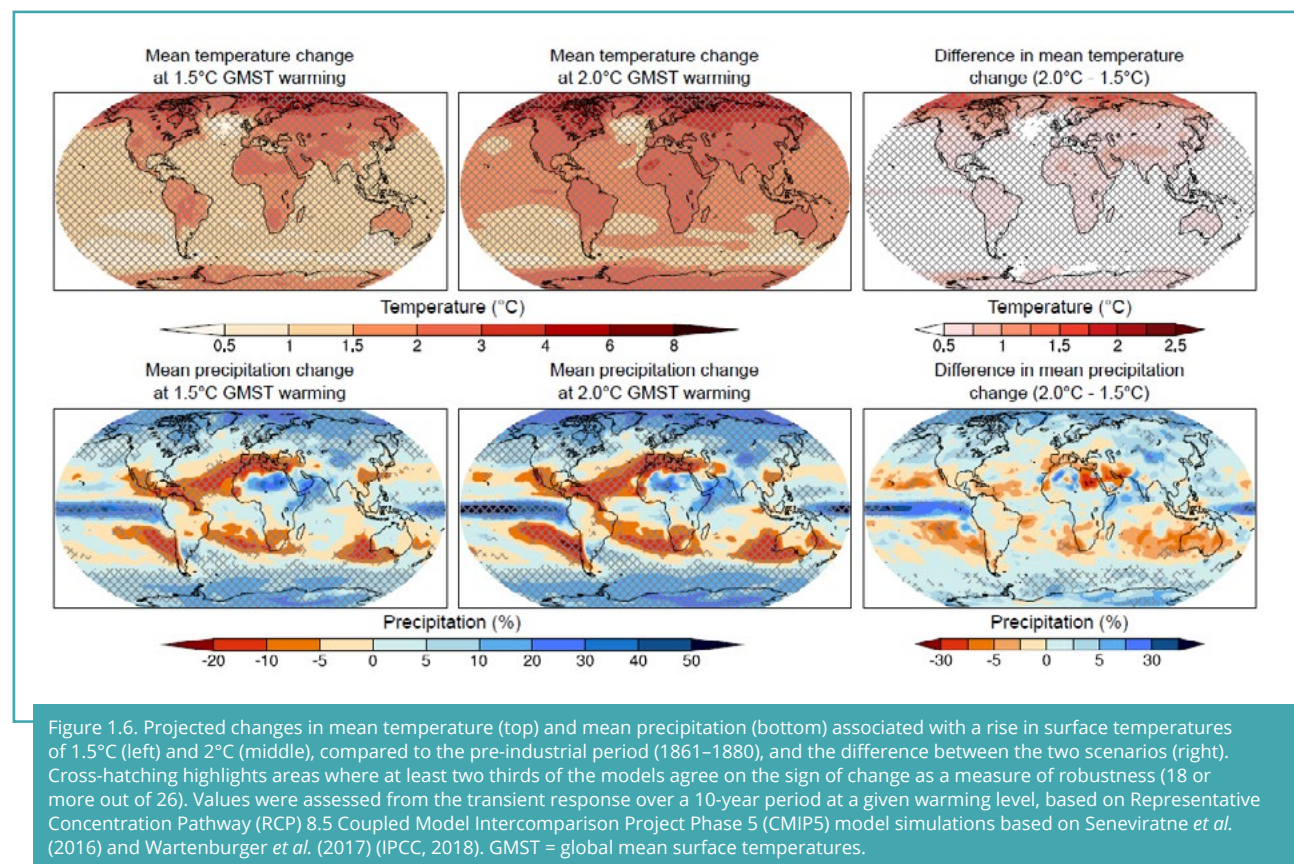 Mean temperature change
at 1.5°C GMST warming
Mean temperature change
at 2.0°C GMST warming
Difference in mean temperature
change (2.0°C - 1.5°C)
Temperature (°C)
0.5 1 1.5 2 3 4 6 8
Temperature (°C)
0.5 1 1.5 2 2.5
Mean precipitation change
at 1.5°C GMST warming
Mean precipitation change
at 2.0°C GMST warming
Difference in mean precipitation
change (2.0°C - 1.5°C)
Precipitation (%)
-20 -10 -5 0 5 10 20 30 40 50
Precipitation (%)
-30 -5 0 5 30
Figure 1.6. Projected changes in mean temperature (top) and mean precipitation (bottom) associated with a rise in surface temperatures
of 1.5°C (left) and 2°C (middle), compared to the pre-industrial period (1861–1880), and the difference between the two scenarios (right).
Cross-hatching highlights areas where at least two thirds of the models agree on the sign of change as a measure of robustness (18 or
more out of 26). Values were assessed from the transient response over a 10-year period at a given warming level, based on Representative
Concentration Pathway (RCP) 8.5 Coupled Model Intercomparison Project Phase 5 (CMIP5) model simulations based on Seneviratne et al.
(2016) and Wartenburger et al. (2017) (IPCC, 2018). GMST = global mean surface temperatures.